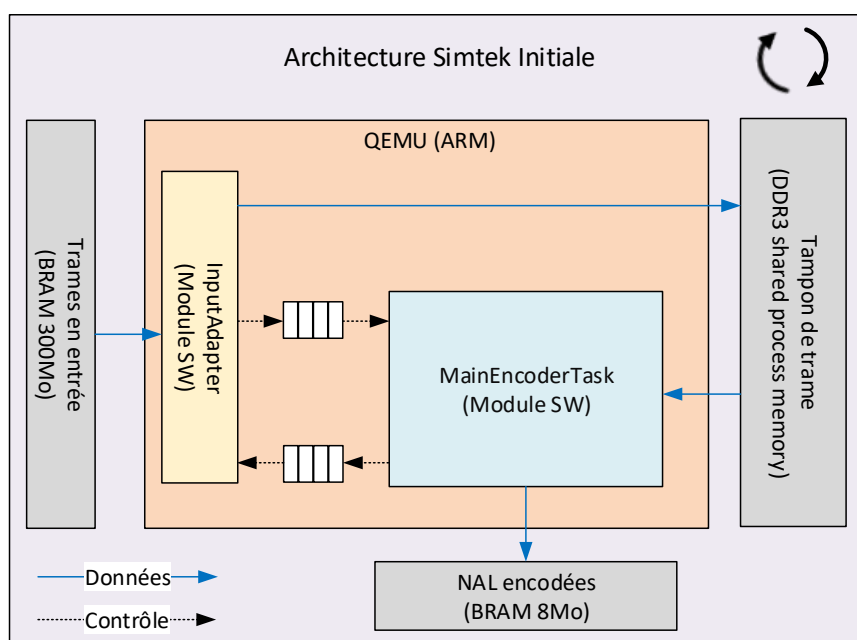 Architecture Simtek Initiale
QEMU (ARM)
Trames en entrée
(BRAM 300Mo)
InputAdapter
(Module SW)
MainEncoderTask
(Module SW)
Tampon de trame
(DDR3 shared process memory)
NAL encodées
(BRAM 8Mo)
Données
Contrôle